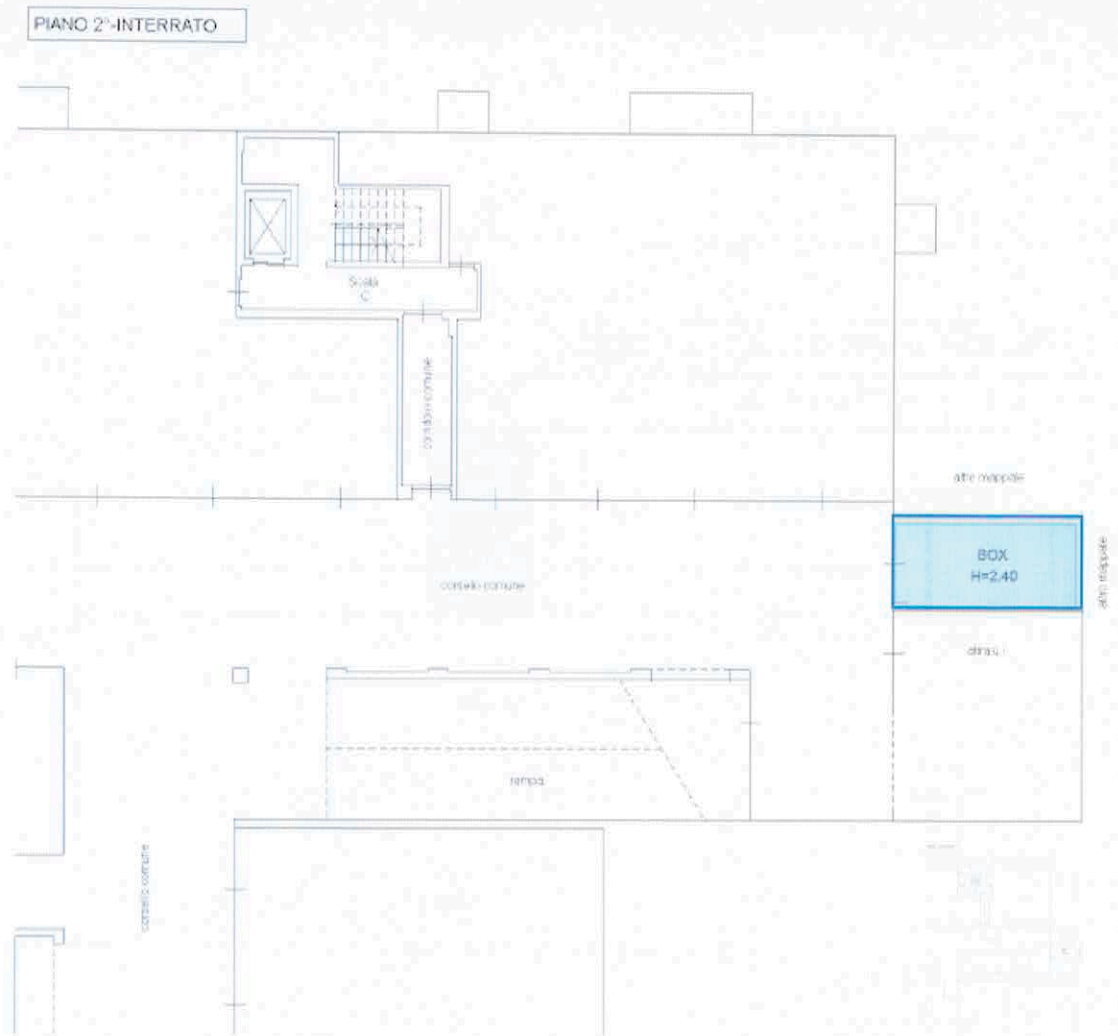 PIANO 2°-INTERRATO
Scala
C
corridoio comune
altro mappale
BOX
H=2,40
altro mappale
corsello comune
altra u.i.
rampa
corsello comune